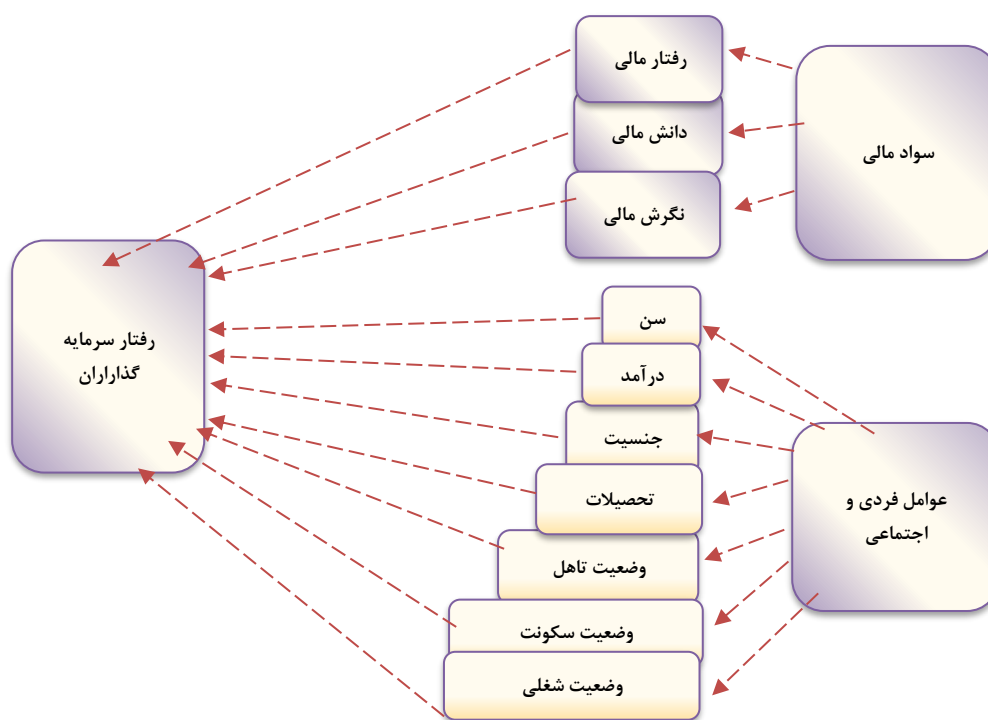 رفتار مالی
دانش مالی
نگرش مالی
سواد مالی
رفتار سرمایه
گذاراران
سن
درآمد
جنسیت
تحصیلات
وضعیت تاهل
وضعیت سکونت
وضعیت شغلی
عوامل فردی و
اجتماعی